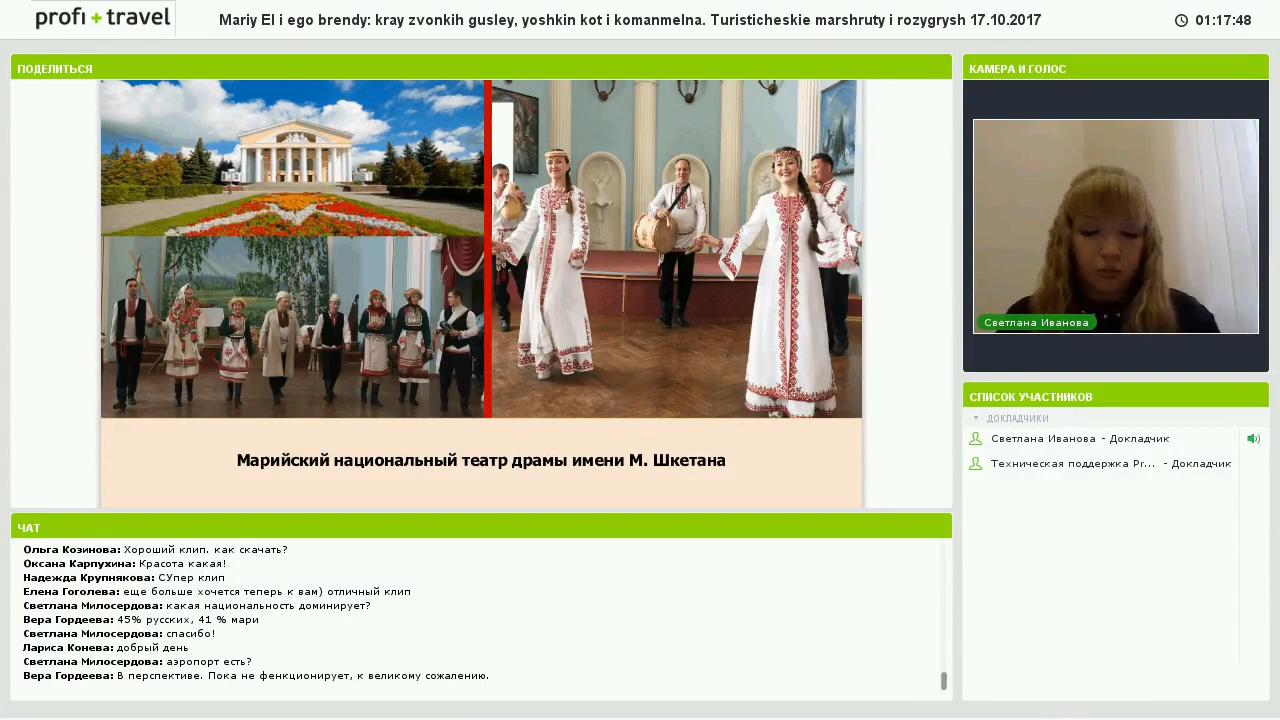 profi + travel
Mariy El i ego brendy: kray zvonkih gusley, yoshkin kot i komanmelna. Turisticheskie marshruty i rozygrysh 17.10.2017
01:17:48
ПОДЕЛИТЬСЯ
Марийский национальный театр драмы имени М. Шкетана
КАМЕРА И ГОЛОС
Светлана Иванова
СПИСОК УЧАСТНИКОВ
ДОКЛАДЧИКИ
Светлана Иванова - Докладчик
Техническая поддержка Pr... - Докладчик
ЧАТ
Ольга Козинова: Хороший клип. как скачать?
Оксана Карпухина: Красота какая!
Надежда Крупнякова: СУпер клип
Елена Гоголева: еще больше хочется теперь к вам) отличный клип
Светлана Милосердова: какая национальность доминирует?
Вера Гордеева: 45% русских, 41 % мари
Светлана Милосердова: спасибо!
Лариса Конева: добрый день
Светлана Милосердова: аэропорт есть?
Вера Гордеева: В перспективе. Пока не фенкционирует, к великому сожалению.